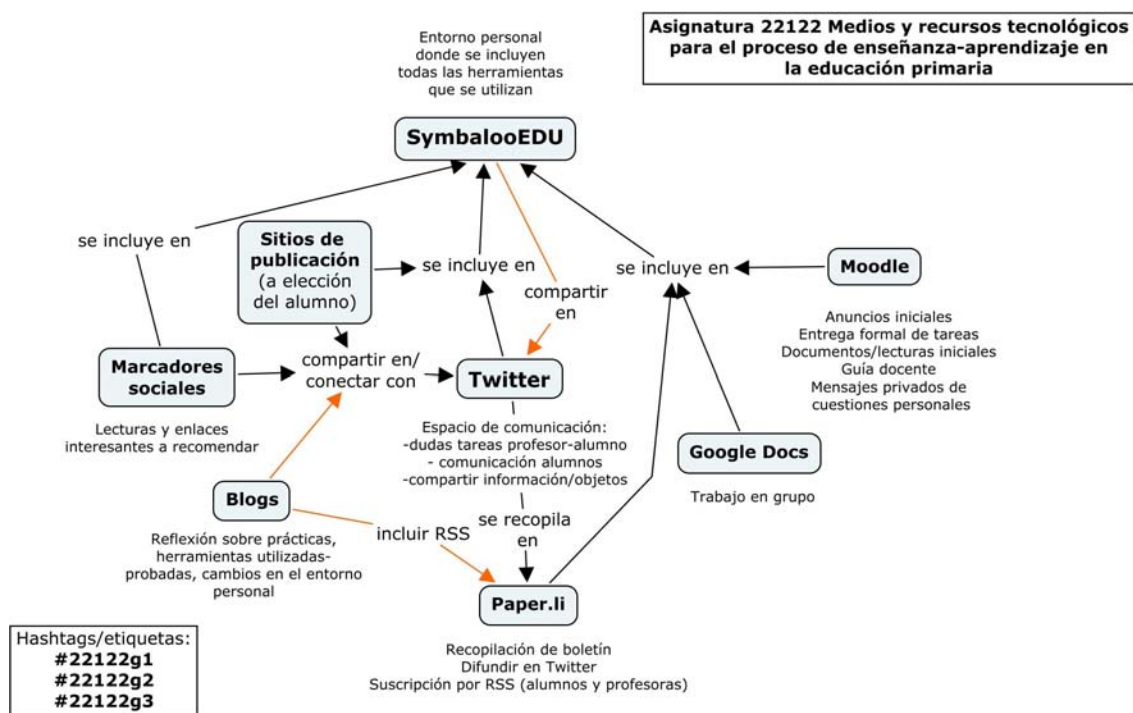 Asignatura 22122 Medios y recursos tecnológicos
para el proceso de enseñanza-aprendizaje en
la educación primaria
Entorno personal
donde se incluyen
todas las herramientas
que se utilizan
SymbalooEDU
se incluye en
Sitios de
publicación
(a elección
del alumno)
se incluye en
compartir
en
se incluye en
Moodle
Anuncios iniciales
Entrega formal de tareas
Documentos/lecturas iniciales
Guía docente
Mensajes privados de
cuestiones personales
Marcadores
sociales
Lecturas y enlaces
interesantes a recomendar
compartir en/
conectar con
Twitter
Espacio de comunicación:
-dudas tareas profesor-alumno
- comunicación alumnos
-compartir información/objetos
Google Docs
Trabajo en grupo
Blogs
Reflexión sobre prácticas,
herramientas utilizadas-
probadas, cambios en el entorno
personal
incluir RSS
se recopila
en
Paper.li
Recopilación de boletín
Difundir en Twitter
Suscripción por RSS (alumnos y profesoras)
Hashtags/etiquetas:
#22122g1
#22122g2
#22122g3